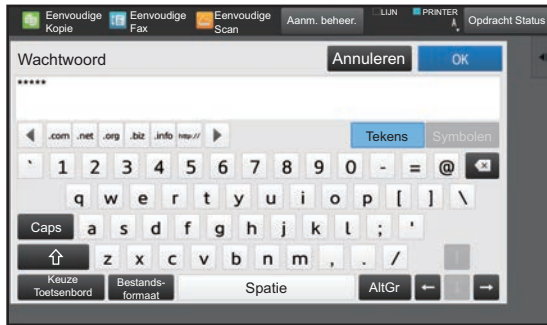 Eenvoudige Kopie
Eenvoudige Fax
Eenvoudige Scan
Aanm. beheer.
LIJN
PRINTER
Opdracht Status
Wachtwoord
Annuleren
OK
*****
.com .net .org .biz .info http://
Tekens
Symbolen
` 1 2 3 4 5 6 7 8 9 0 - = @
q w e r t y u i o p [ ] \
Caps a s d f g h j k l ; '
z x c v b n m , . /
Keuze Toetsenbord
Bestands-formaat
Spatie
AltGr